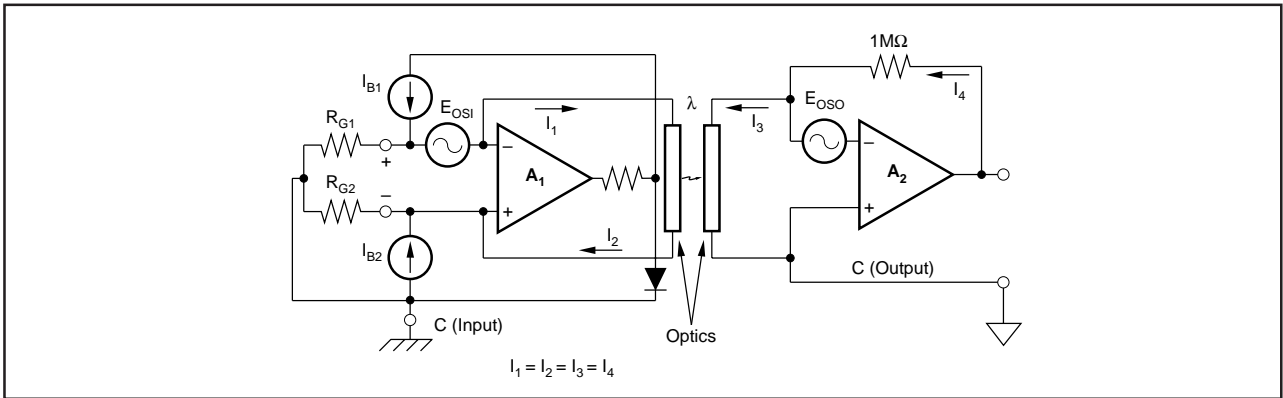 1MΩ
I4
IB1
EOSI
I1
λ
I3
EOSO
RG1
+
−
A1
−
A2
RG2
−
+
+
IB2
I2
C (Output)
C (Input)
Optics
I1 = I2 = I3 = I4